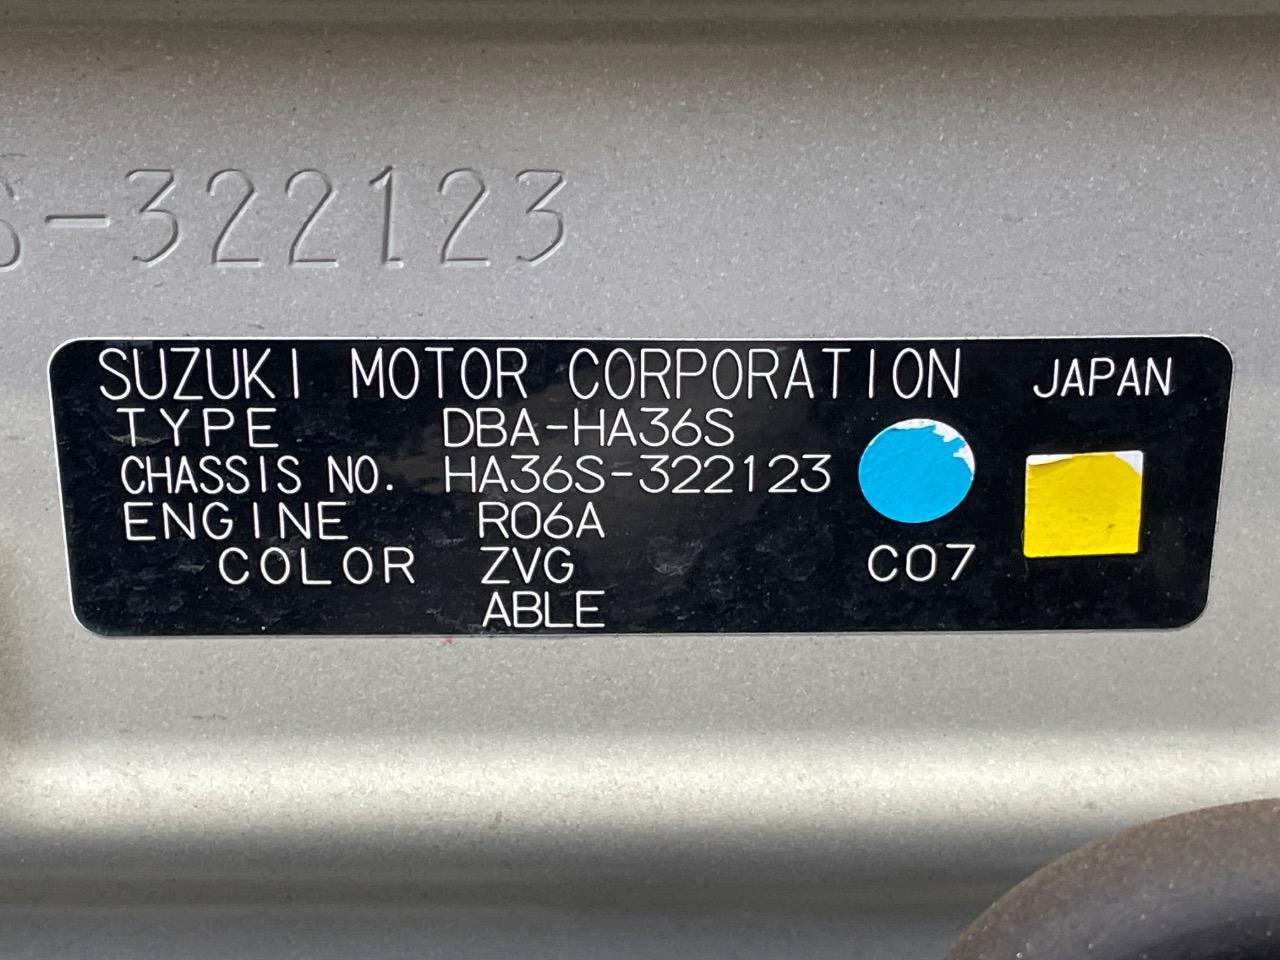 S-322123
SUZUKI MOTOR CORPORATION JAPAN
TYPE DBA-HA36S
CHASSIS NO. HA36S-322123
ENGINE R06A
COLOR ZVG C07
ABLE